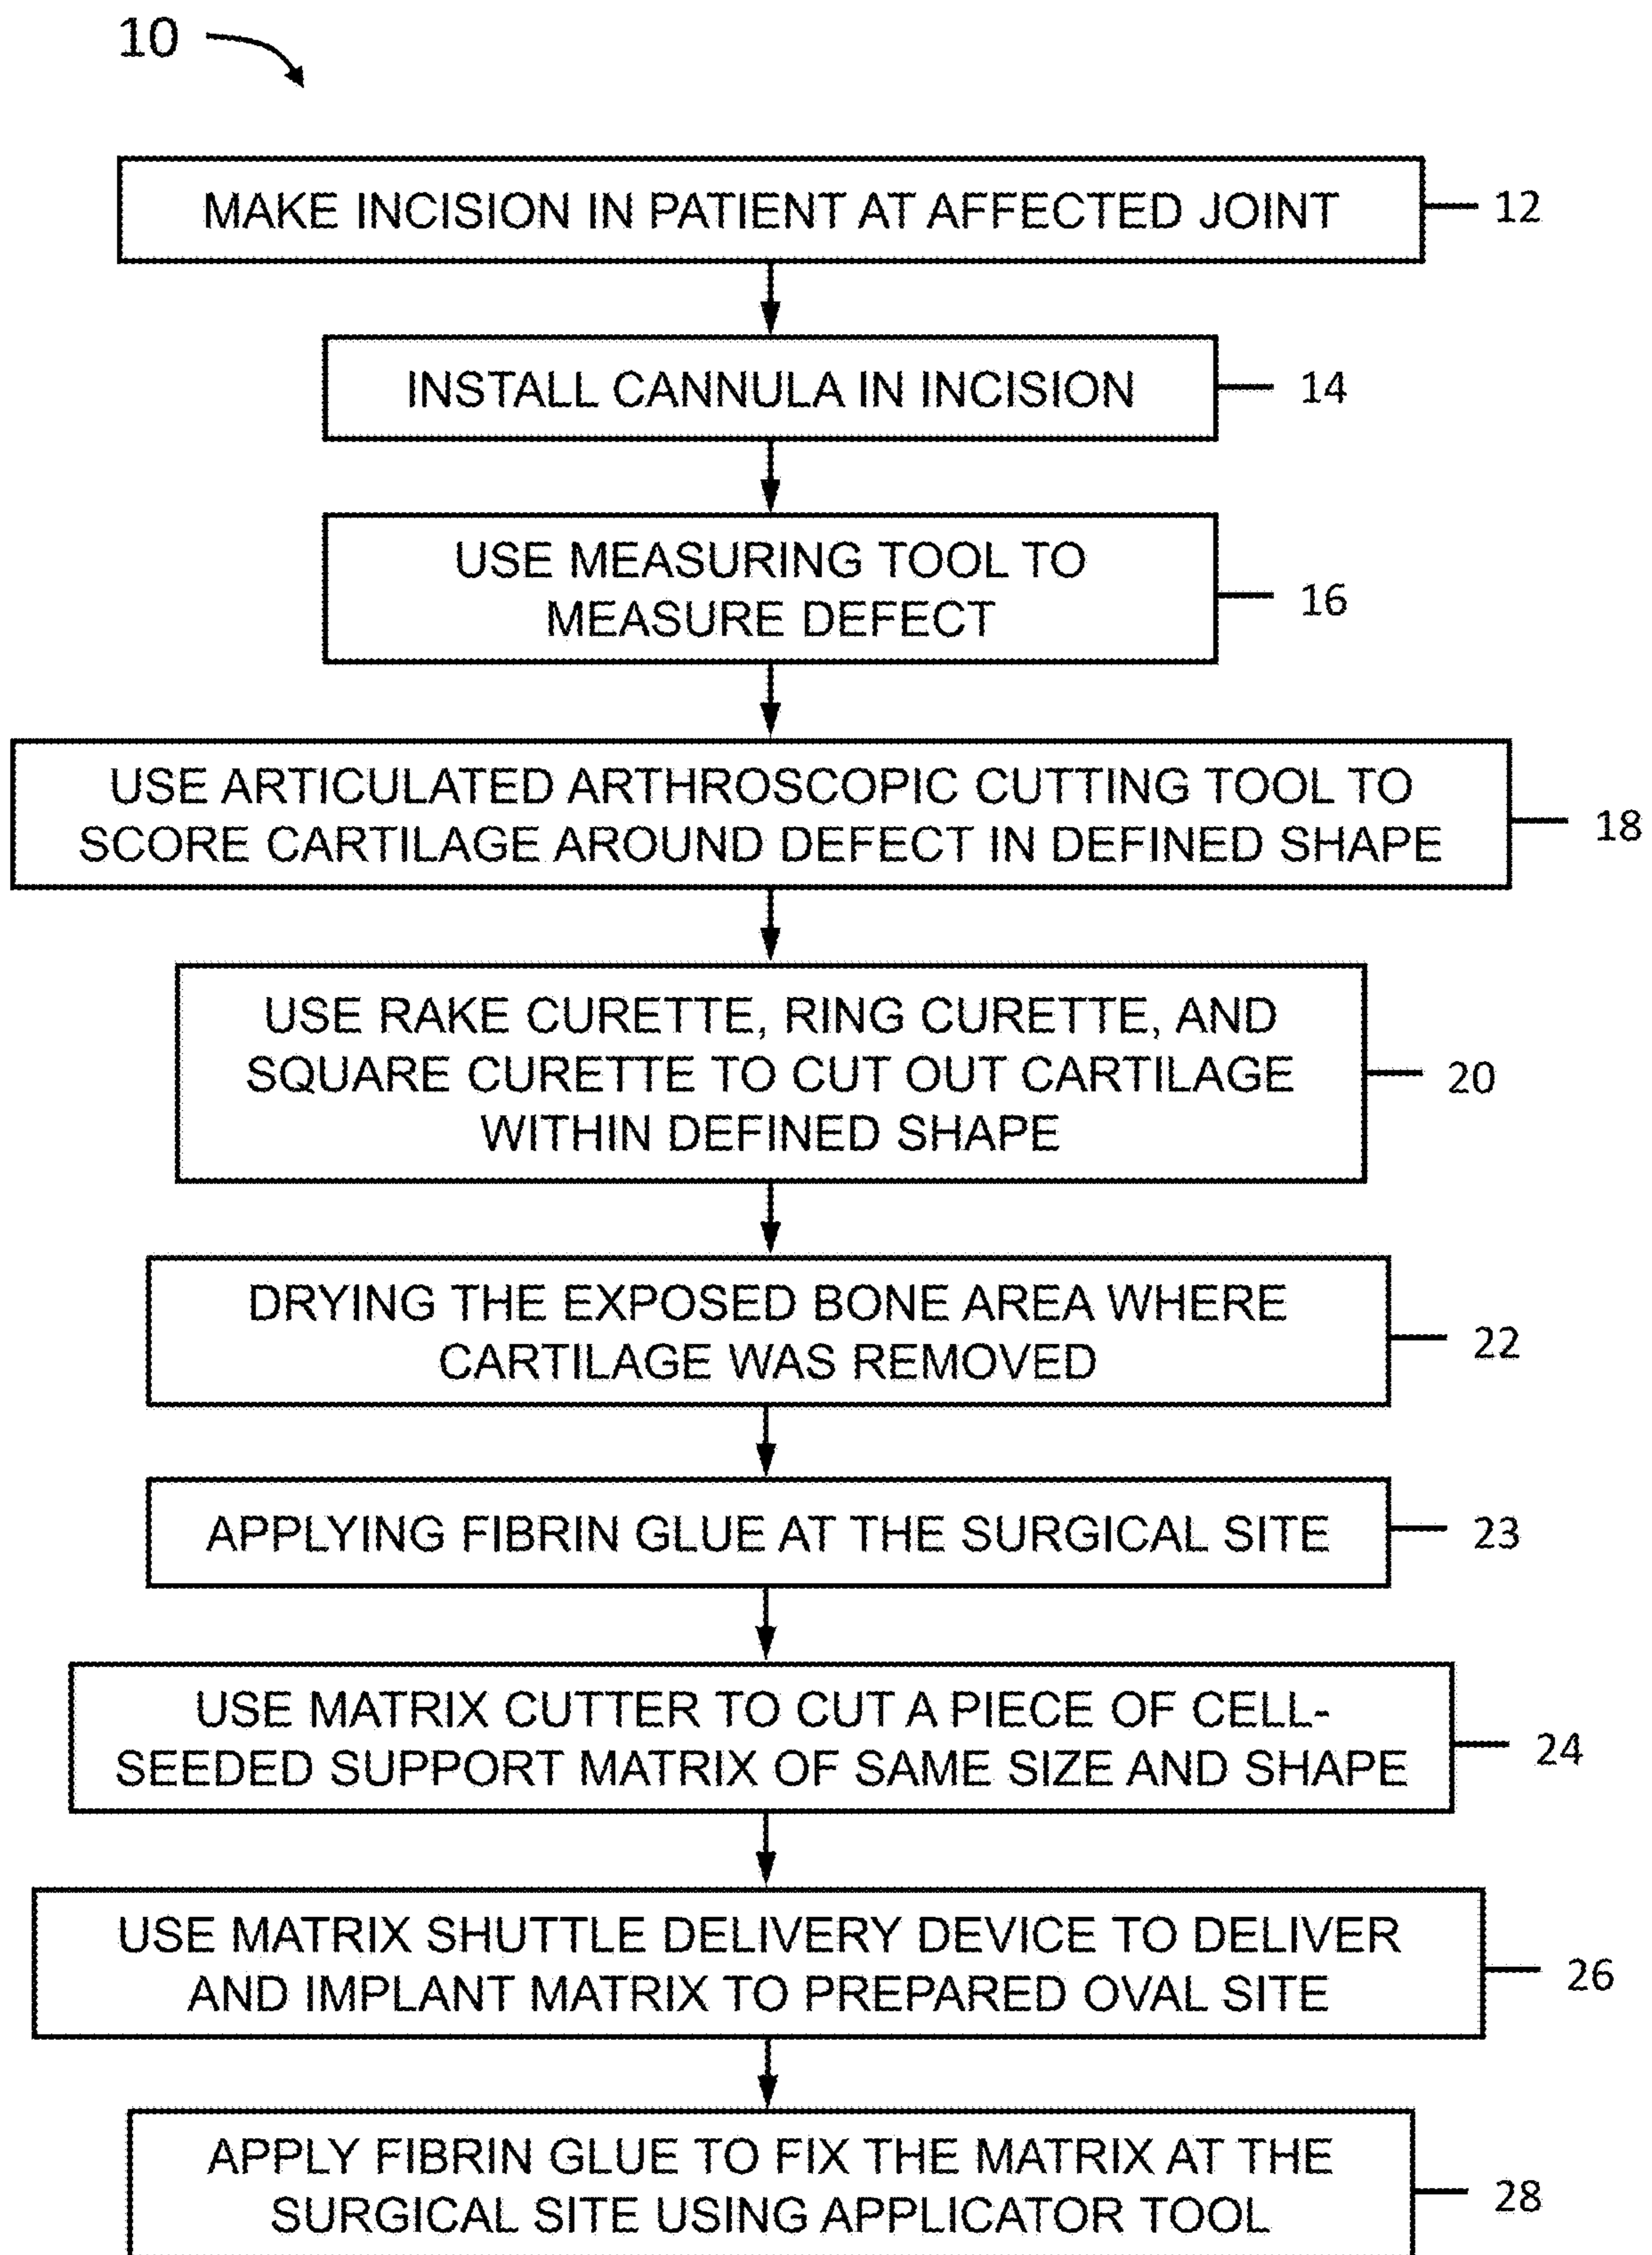 10
MAKE INCISION IN PATIENT AT AFFECTED JOINT
12
INSTALL CANNULA IN INCISION
14
USE MEASURING TOOL TO
MEASURE DEFECT
16
USE ARTICULATED ARTHROSCOPIC CUTTING TOOL TO
SCORE CARTILAGE AROUND DEFECT IN DEFINED SHAPE
18
USE RAKE CURETTE, RING CURETTE, AND
SQUARE CURETTE TO CUT OUT CARTILAGE
WITHIN DEFINED SHAPE
20
DRYING THE EXPOSED BONE AREA WHERE
CARTILAGE WAS REMOVED
22
APPLYING FIBRIN GLUE AT THE SURGICAL SITE
23
USE MATRIX CUTTER TO CUT A PIECE OF CELL-
SEEDED SUPPORT MATRIX OF SAME SIZE AND SHAPE
24
USE MATRIX SHUTTLE DELIVERY DEVICE TO DELIVER
AND IMPLANT MATRIX TO PREPARED OVAL SITE
26
APPLY FIBRIN GLUE TO FIX THE MATRIX AT THE
SURGICAL SITE USING APPLICATOR TOOL
28